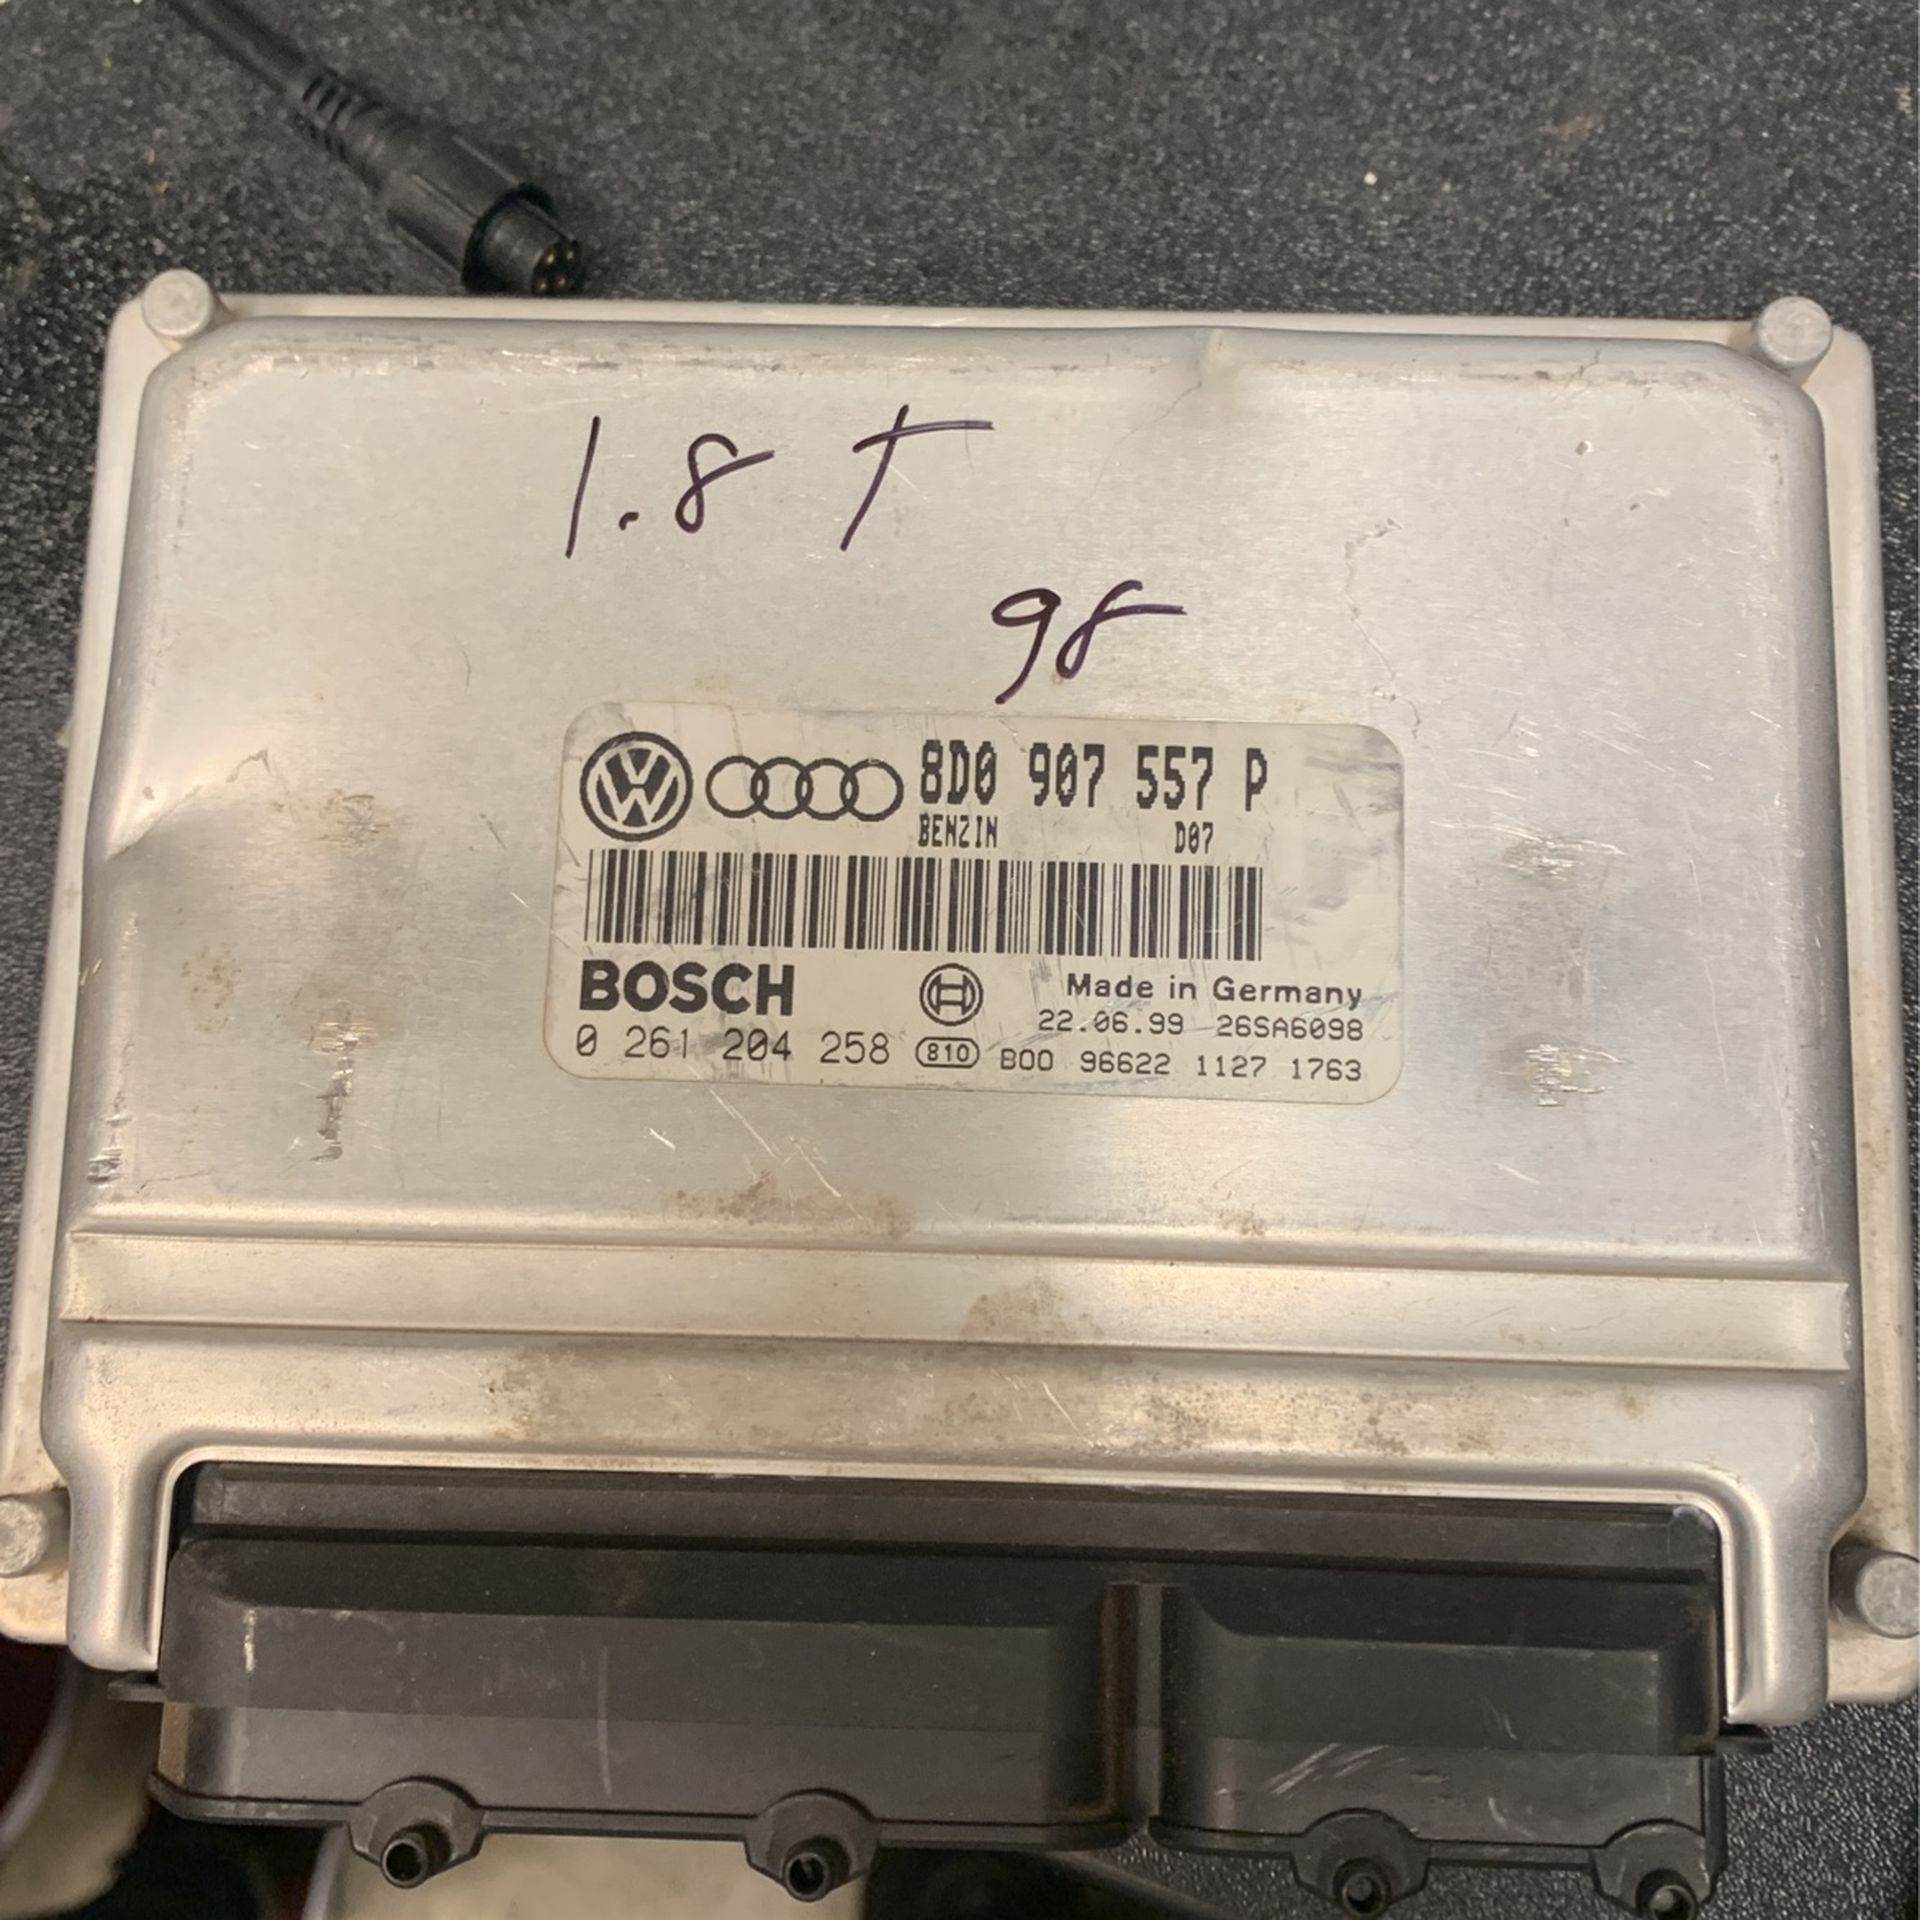 1.8 T
98
8D0 907 557 P
BENZIN D07
BOSCH
Made in Germany
22.06.99 26SA6098
0 261 204 258 810 B00 96622 1127 1763